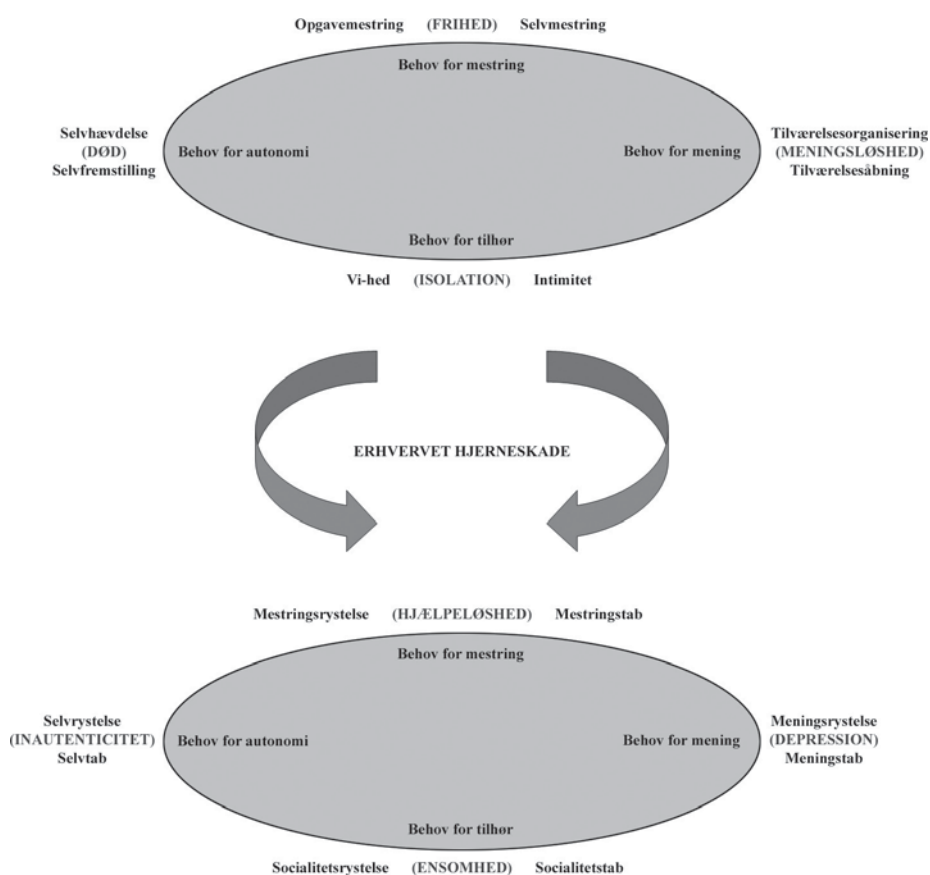 Opgavemestring (FRIHED) Selvmestring
Behov for mestring
Selvhævdelse
(DØD)
Selvfremstilling
Behov for autonomi
Behov for mening
Tilværelsesorganisering
(MENINGSLØSHED)
Tilværelsesåbning
Behov for tilhør
Vi-hed (ISOLATION) Intimitet
ERHVERVET HJERNESKADE
Mestringsrystelse (HJÆLPELØSHED) Mestringstab
Behov for mestring
Selvrystelse
(INAUTENTICITET)
Selvtab
Behov for autonomi
Behov for mening
Meningsrystelse
(DEPRESSION)
Meningstab
Behov for tilhør
Socialitetsrystelse (ENSOMHED) Socialitetstab